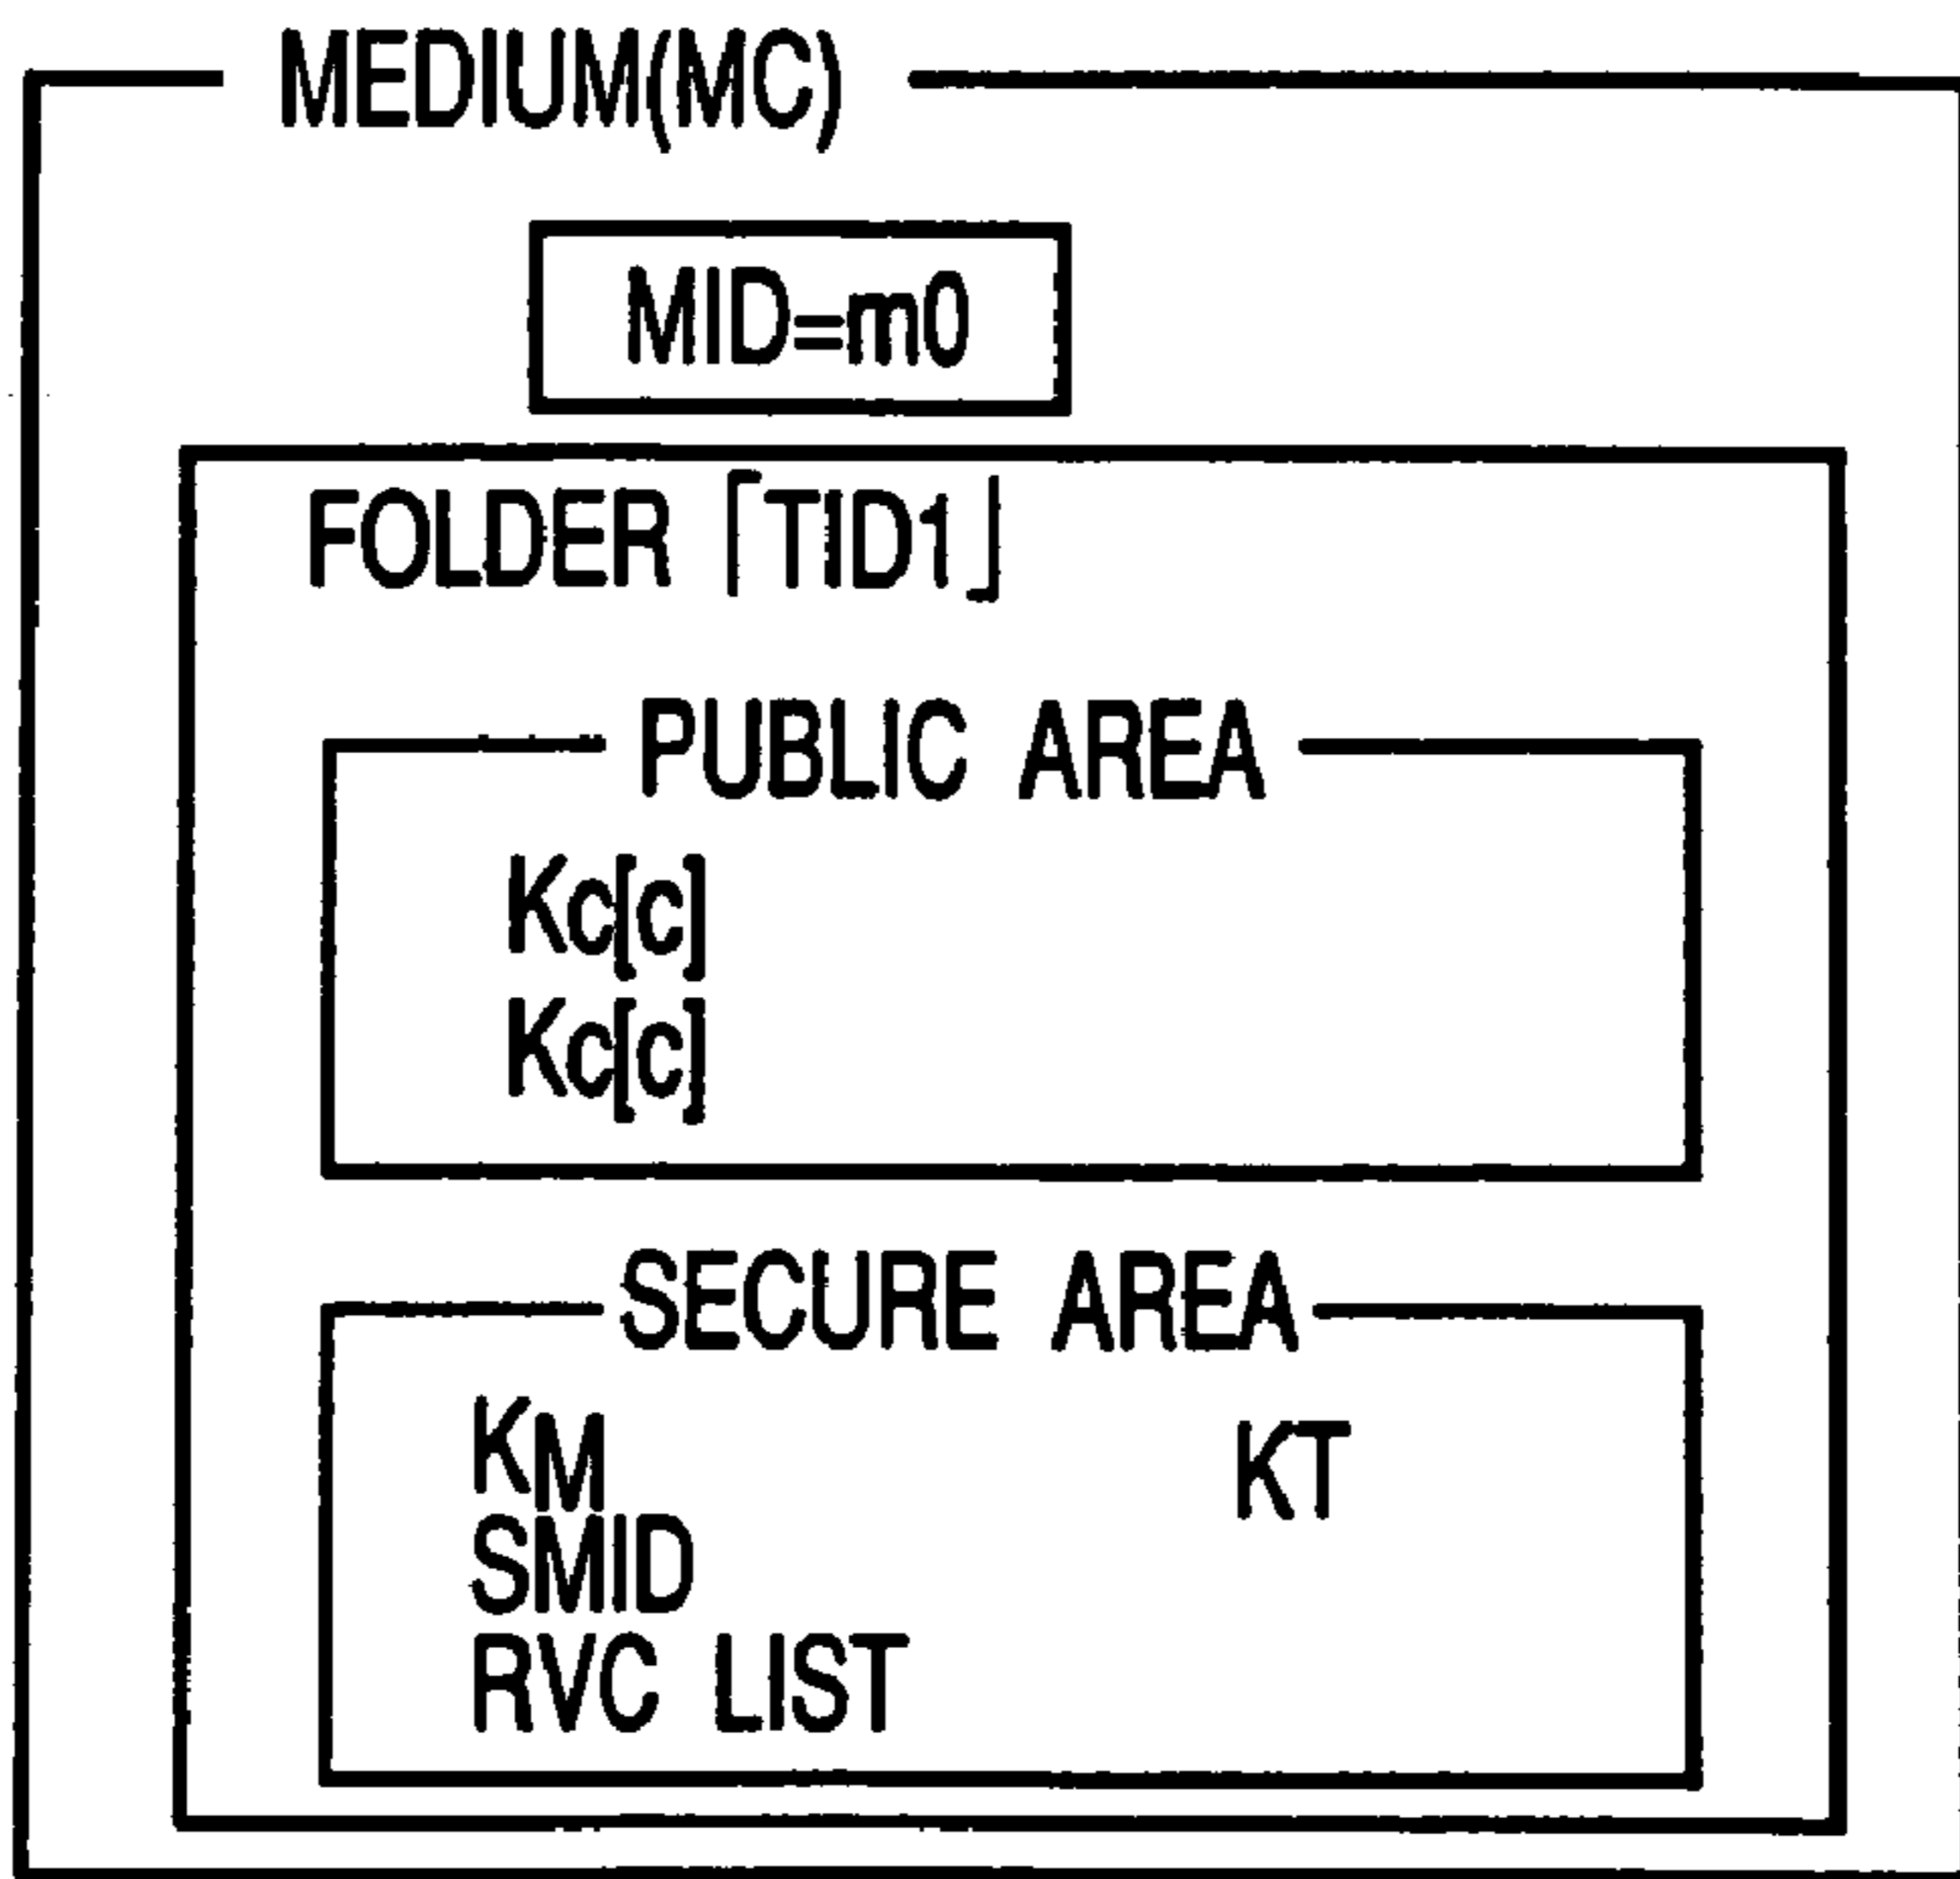 MEDIUM(MC)
MID=m0
FOLDER「TID1」
PUBLIC AREA
Kc[c]
Kc[c]
SECURE AREA
KM KT
SMID
RVC LIST